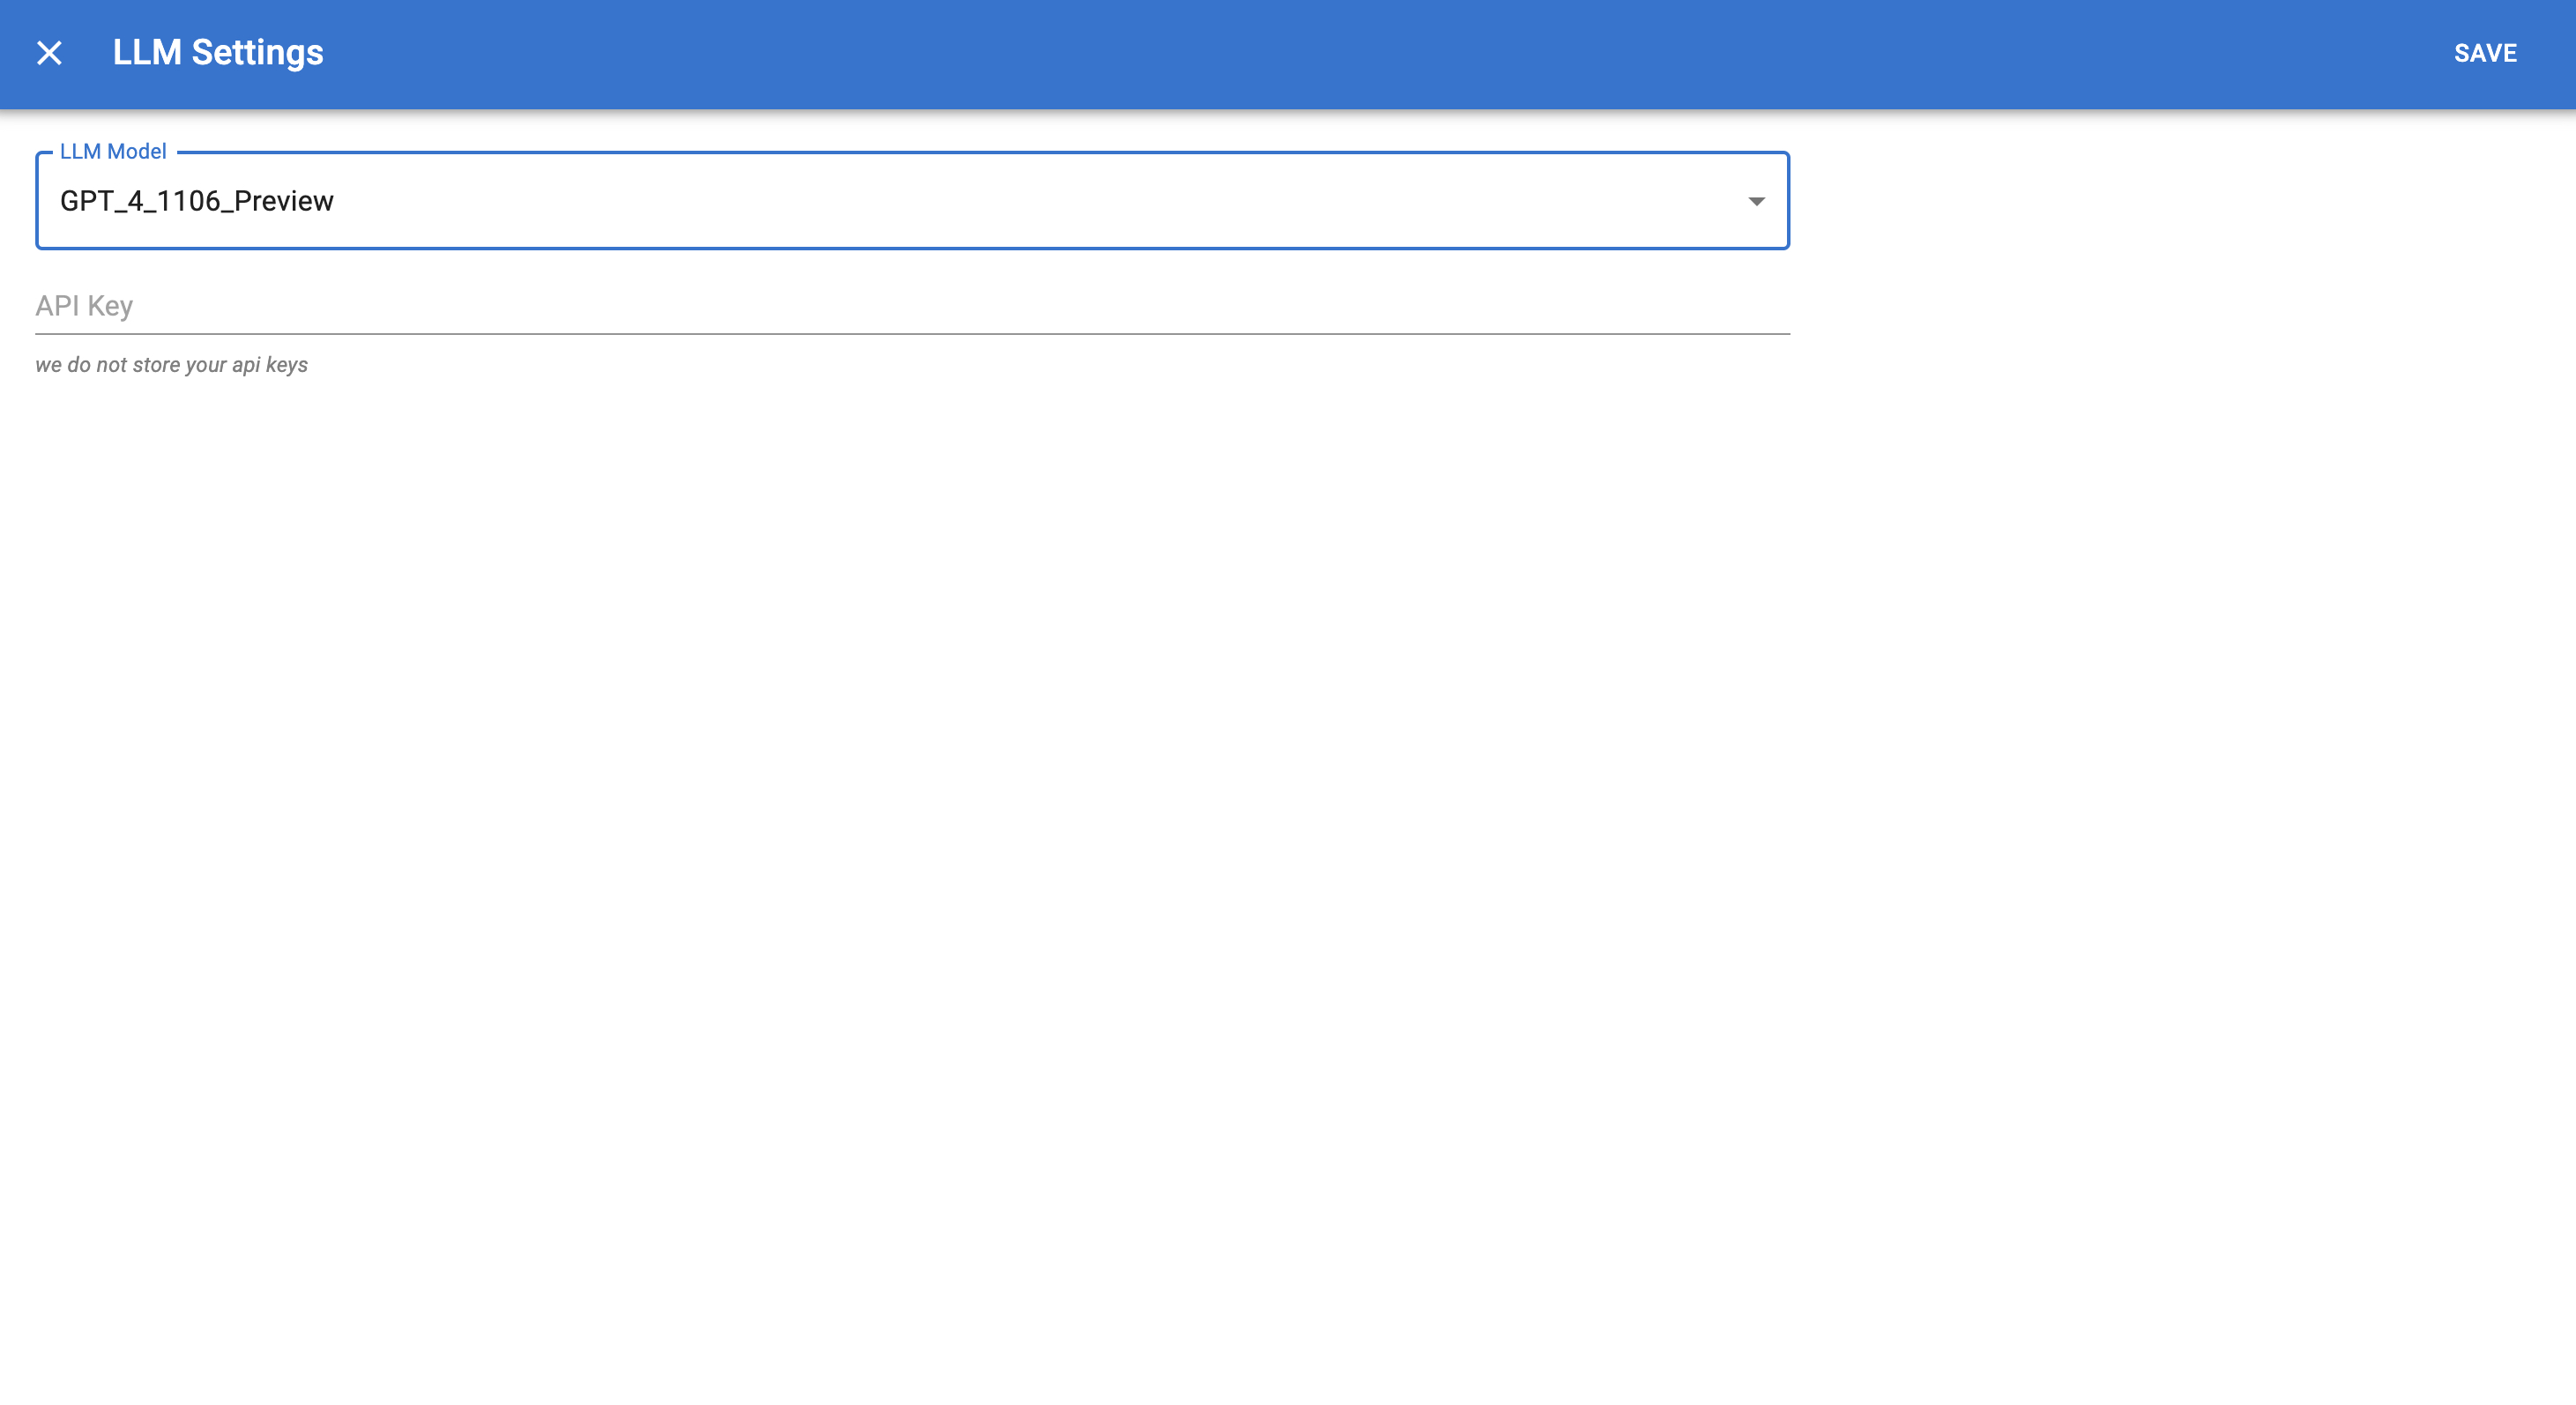 LLM Settings
SAVE
LLM Model
GPT_4_1106_Preview
API Key
we do not store your api keys